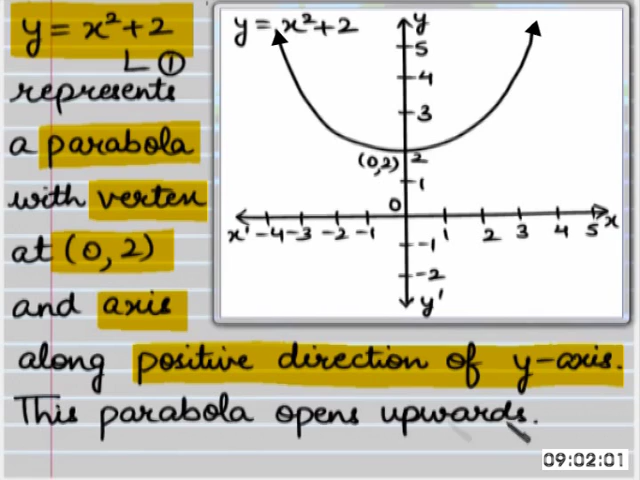 y = x² + 2
L ①
represents
a parabola
with vertex
at (0, 2)
and axis
along positive direction of y-axis.
This parabola opens upwards.
y = x² + 2
y
5
4
3
(0,2) 2
1
0
x' -4 -3 -2 -1 1 2 3 4 5 x
-1
-2
y'
09:02:01